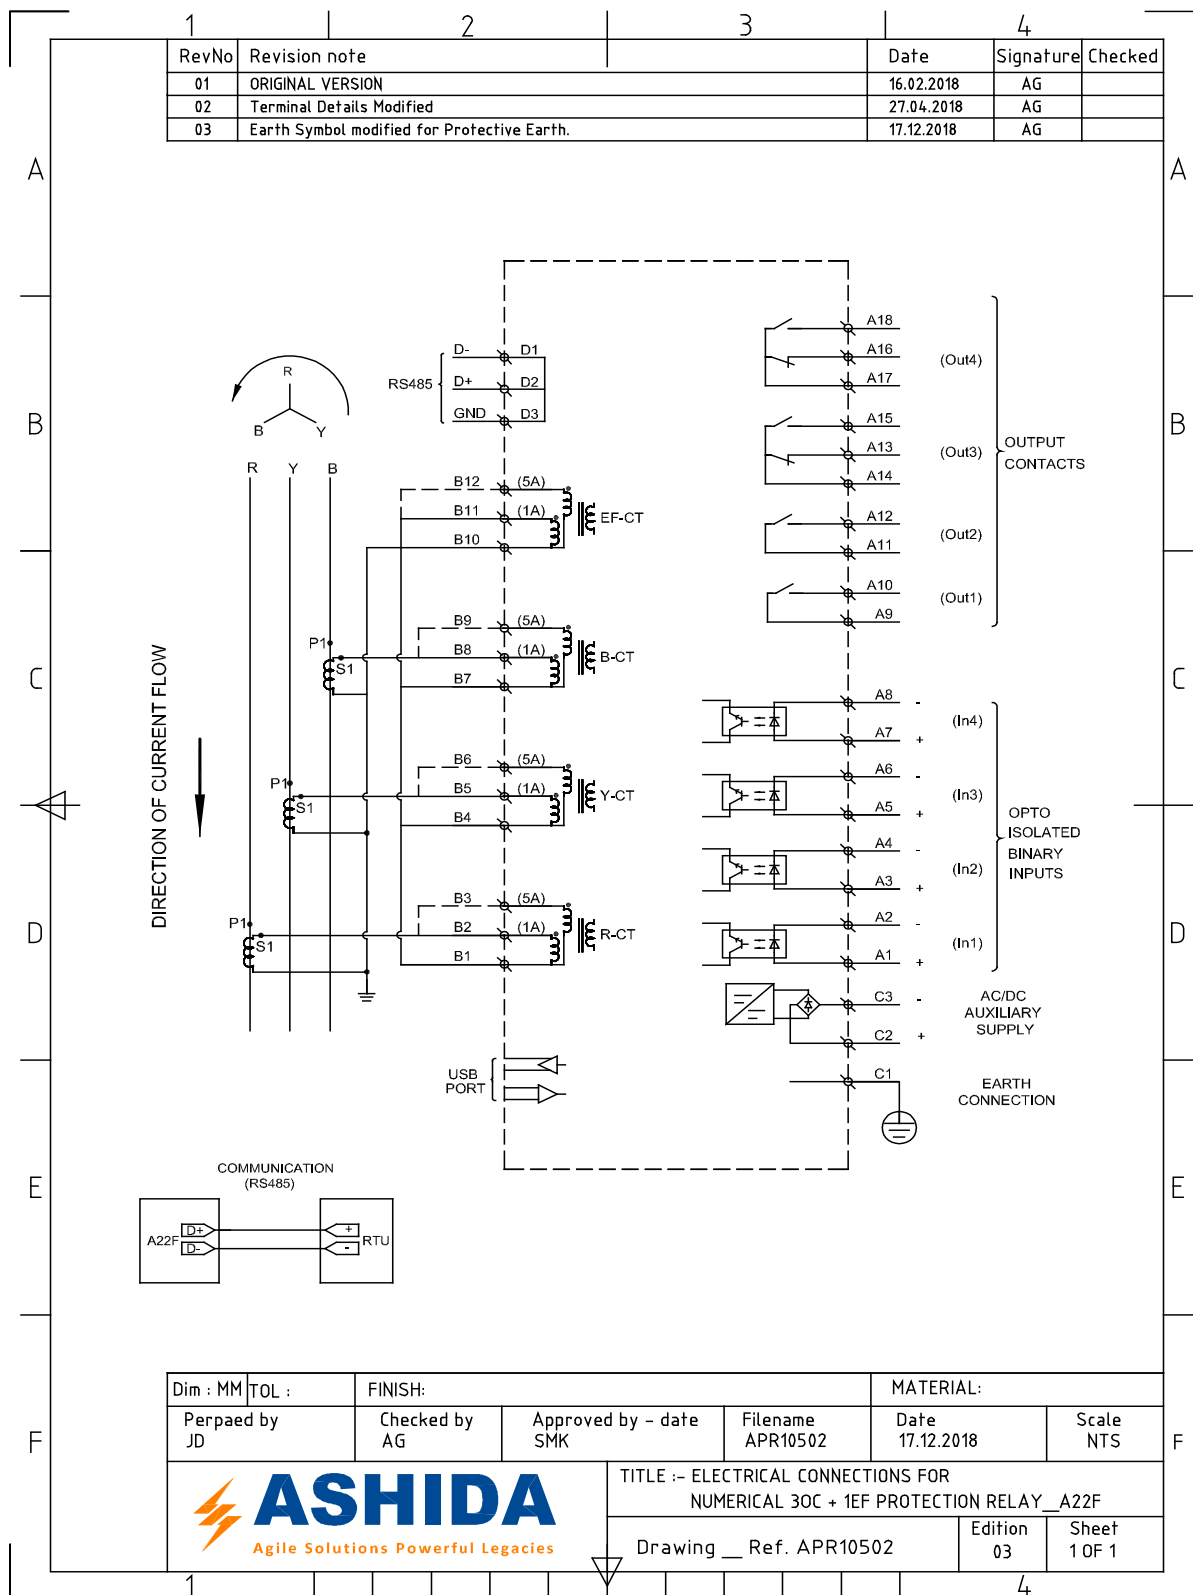 1 2 3 4
RevNo Revision note Date Signature Checked
01 ORIGINAL VERSION 16.02.2018 AG
02 Terminal Details Modified 27.04.2018 AG
03 Earth Symbol modified for Protective Earth. 17.12.2018 AG
A A
B B
C C
D D
E E
F F
R
B Y
R Y B
DIRECTION OF CURRENT FLOW
P1
S1
P1
S1
P1
S1
RS485
D- D1
D+ D2
GND D3
B12 (5A)
B11 (1A) EF-CT
B10
B9 (5A)
B8 (1A) B-CT
B7
B6 (5A)
B5 (1A) Y-CT
B4
B3 (5A)
B2 (1A) R-CT
B1
USB
PORT
A18
A16 (Out4)
A17
A15
A13 (Out3)
A14
A12
(Out2)
A11
A10
(Out1)
A9
OUTPUT
CONTACTS
A8 -
(In4)
A7 +
A6 -
(In3)
A5 +
A4 -
(In2)
A3 +
A2 -
(In1)
A1 +
OPTO
ISOLATED
BINARY
INPUTS
C3 -
C2 +
AC/DC
AUXILIARY
SUPPLY
C1
EARTH
CONNECTION
COMMUNICATION
(RS485)
A22F D+ + RTU
D- -
Dim : MM TOL : FINISH: MATERIAL:
Perpaed by Checked by Approved by - date Filename Date Scale
JD AG SMK APR10502 17.12.2018 NTS
ASHIDA
Agile Solutions Powerful Legacies
TITLE :- ELECTRICAL CONNECTIONS FOR
NUMERICAL 3OC + 1EF PROTECTION RELAY__A22F
Drawing __ Ref. APR10502
Edition
03
Sheet
1 OF 1
1 4